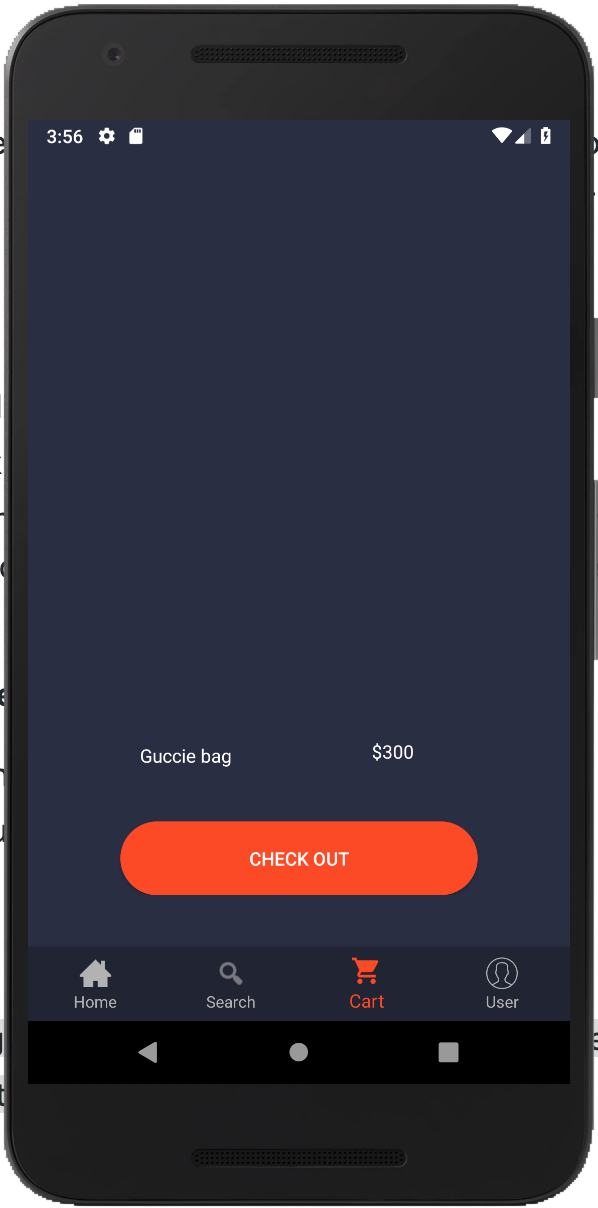 3:56
Guccie bag
$300
CHECK OUT
Home
Search
Cart
User